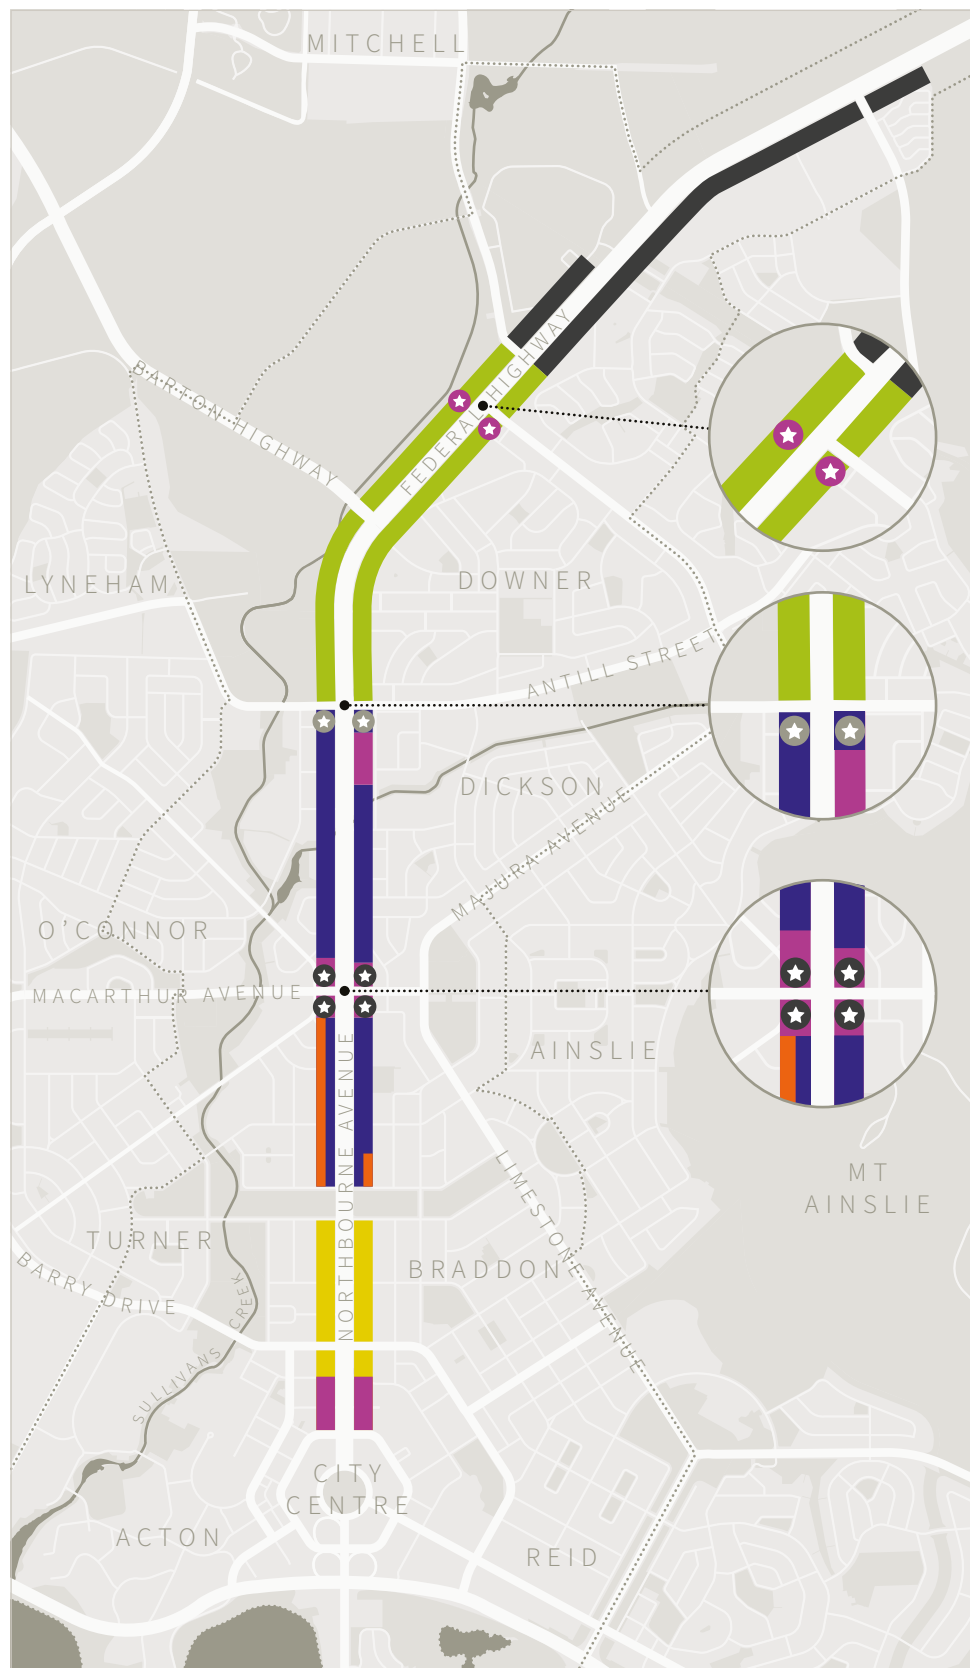 MITCHELL
BARTON HIGHWAY
FEDERAL HIGHWAY
LYNEHAM
DOWNER
ANTILL STREET
DICKSON
MAJURA AVENUE
O'CONNOR
MACARTHUR AVENUE
AINSLIE
NORTHBOURNE AVENUE
LIMESTONE AVENUE
MT
AINSLIE
TURNER
BARRY DRIVE
BRADDON
SULLIVANS CREEK
CITY
CENTRE
ACTON
REID